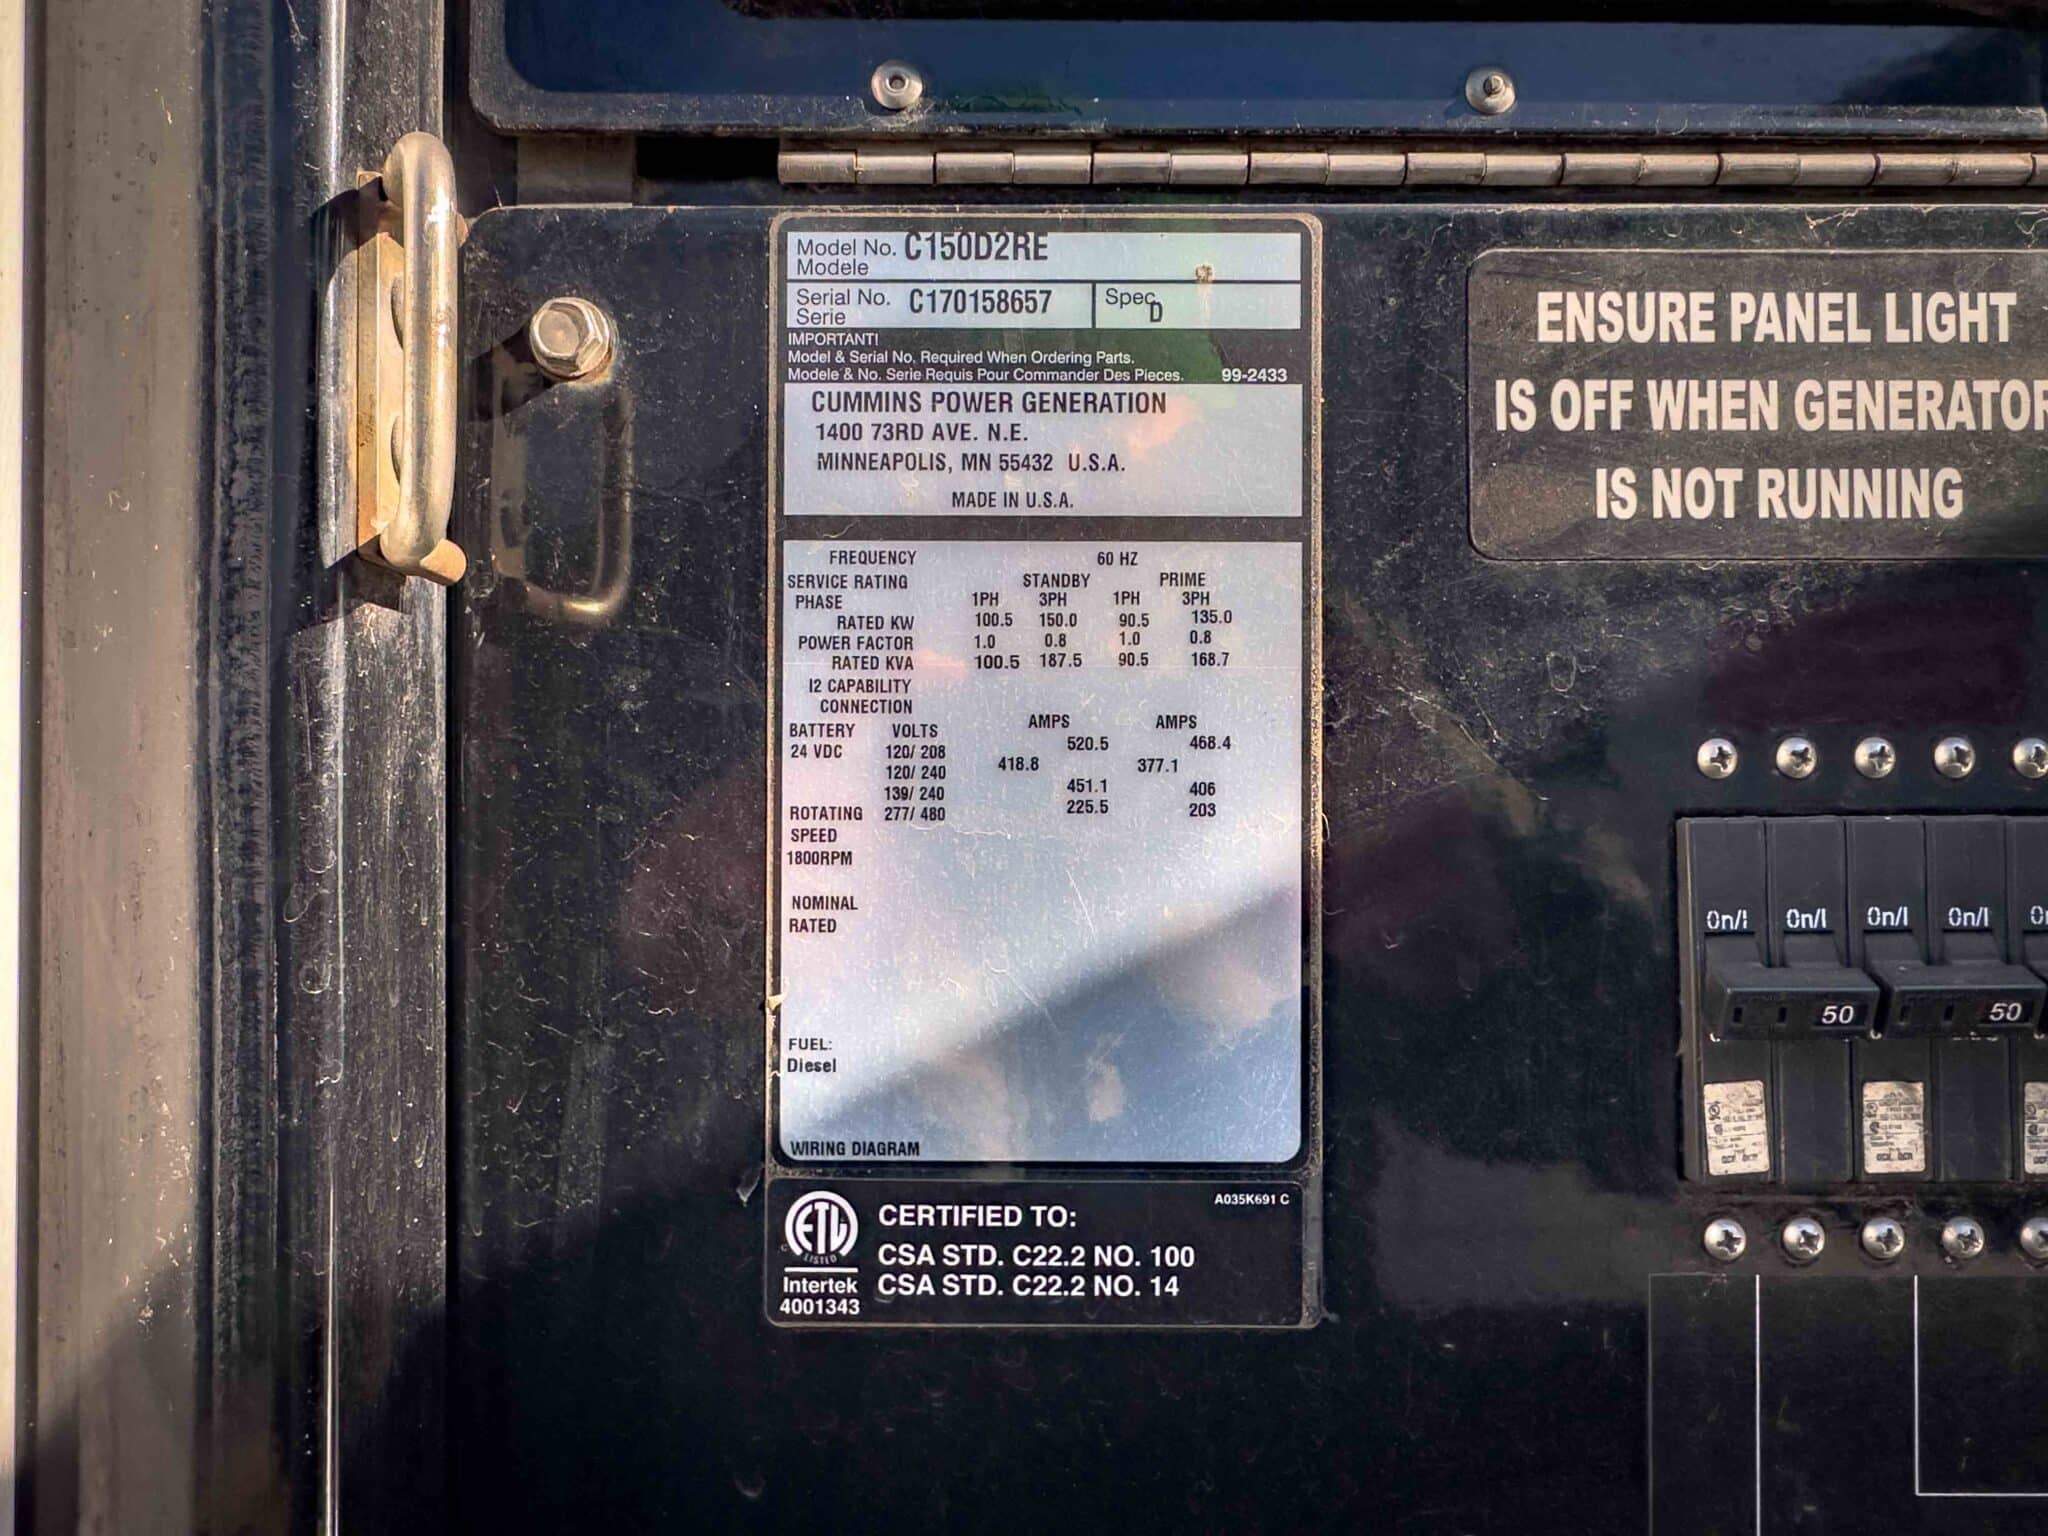 Model No. C150D2RE
Modele
Serial No. C170158657 Spec D
Serie
IMPORTANT!
Model & Serial No. Required When Ordering Parts.
Modele & No. Serie Requis Pour Commander Des Pieces. 99-2433
CUMMINS POWER GENERATION
1400 73RD AVE. N.E.
MINNEAPOLIS, MN 55432 U.S.A.
MADE IN U.S.A.
FREQUENCY 60 HZ
SERVICE RATING STANDBY PRIME
PHASE 1PH 3PH 1PH 3PH
RATED KW 100.5 150.0 90.5 135.0
POWER FACTOR 1.0 0.8 1.0 0.8
RATED KVA 100.5 187.5 90.5 168.7
I2 CAPABILITY
CONNECTION
BATTERY VOLTS AMPS AMPS
24 VDC 120/ 208 520.5 468.4
120/ 240 418.8 377.1
139/ 240 451.1 406
ROTATING 277/ 480 225.5 203
SPEED
1800RPM
NOMINAL
RATED
FUEL:
Diesel
WIRING DIAGRAM
A035K691 C
ETL
LISTED
C
Intertek
4001343
CERTIFIED TO:
CSA STD. C22.2 NO. 100
CSA STD. C22.2 NO. 14
ENSURE PANEL LIGHT
IS OFF WHEN GENERATOR
IS NOT RUNNING
On/I On/I On/I On/I
50 50